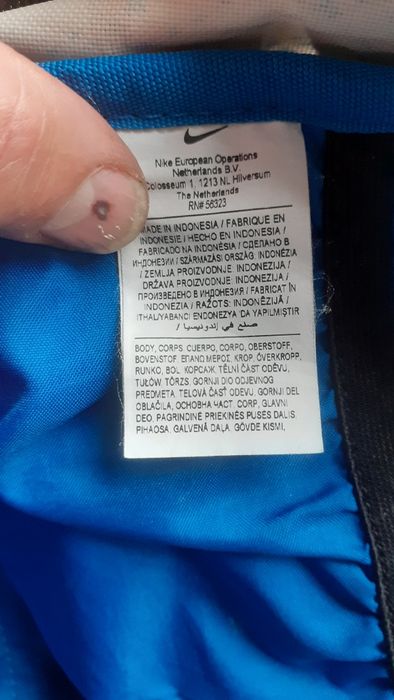 Nike European Operations
Netherlands B.V.
Colosseum 1, 1213 NL Hilversum
The Netherlands
RN# 56323
MADE IN INDONESIA / FABRIQUE EN
INDONESIE / HECHO EN INDONESIA /
FABRICADO NA INDONÉSIA / СДЕЛАНО В
ИНДОНЕЗИИ / SZÁRMAZÁSI ORSZÁG: INDONÉZIA
/ ZEMLJA PROIZVODNJE: INDONEZIJA /
DRŽAVA PROIZVODNJE: INDONEZIJA /
ПРОИЗВЕДЕНО В ИНДОНЕЗИЯ / FABRICAT ÎN
INDONEZIA / RAŽOTS: INDONĒZIJĀ /
ITHALIYABANCI ENDONEZYA DA YAPILMIŞTIR
/ صنع في إندونيسيا
BODY, CORPS, CUERPO, CORPO, OBERSTOFF,
BOVENSTOF, ΕΠΑΝΩ ΜΕΡΟΣ, KROP, ÖVERKROPP,
RUNKO, BOL, КОРСАЖ, TĚLNÍ ČÁST ODĚVU,
TUŁÓW, TÖRZS, GORNJI DIO ODJEVNOG
PREDMETA, TELOVÁ ČASŤ ODEVU, GORNJI DEL
OBLAČILA, ОСНОВНА ЧАСТ, CORP, GLAVNI
DEO, PAGRINDINĖ PRIEKINĖS PUSĖS DALIS,
PIHAOSA, GALVENĀ DAĻA, GÖVDE KISMI,